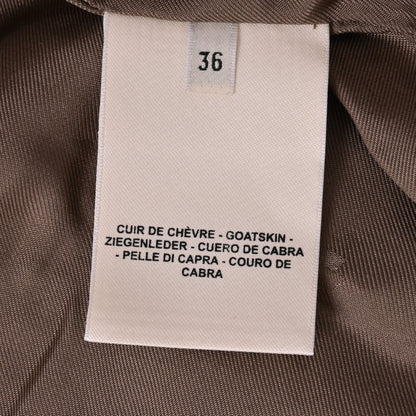 36
CUIR DE CHÈVRE - GOATSKIN -
ZIEGENLEDER - CUERO DE CABRA
- PELLE DI CAPRA - COURO DE
CABRA